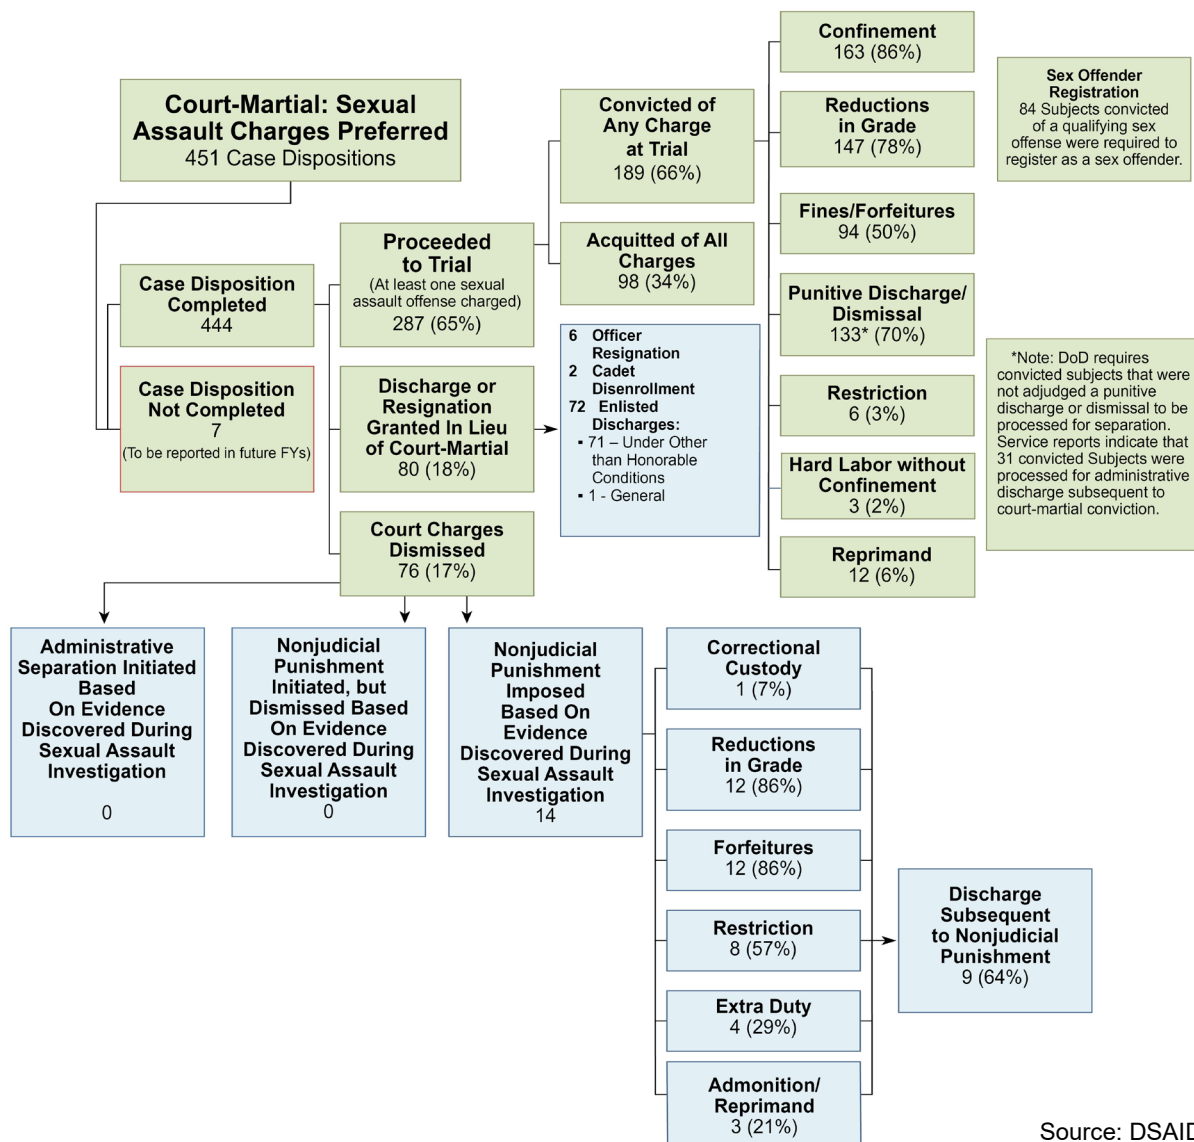 Court-Martial: Sexual
Assault Charges Preferred
451 Case Dispositions
Case Disposition
Completed
444
Case Disposition
Not Completed
7
(To be reported in future FYs)
Proceeded
to Trial
(At least one sexual
assault offense charged)
287 (65%)
Discharge or
Resignation
Granted In Lieu
of Court-Martial
80 (18%)
Court Charges
Dismissed
76 (17%)
Convicted of
Any Charge
at Trial
189 (66%)
Acquitted of All
Charges
98 (34%)
6 Officer
Resignation
2 Cadet
Disenrollment
72 Enlisted
Discharges:
▪ 71 – Under Other
than Honorable
Conditions
▪ 1 - General
Confinement
163 (86%)
Reductions
in Grade
147 (78%)
Fines/Forfeitures
94 (50%)
Punitive Discharge/
Dismissal
133* (70%)
Restriction
6 (3%)
Hard Labor without
Confinement
3 (2%)
Reprimand
12 (6%)
Sex Offender
Registration
84 Subjects convicted
of a qualifying sex
offense were required to
register as a sex offender.
*Note: DoD requires
convicted subjects that were
not adjudged a punitive
discharge or dismissal to be
processed for separation.
Service reports indicate that
31 convicted Subjects were
processed for administrative
discharge subsequent to
court-martial conviction.
Administrative
Separation Initiated
Based
On Evidence
Discovered During
Sexual Assault
Investigation
0
Nonjudicial
Punishment
Initiated, but
Dismissed Based
On Evidence
Discovered During
Sexual Assault
Investigation
0
Nonjudicial
Punishment
Imposed
Based On
Evidence
Discovered During
Sexual Assault
Investigation
14
Correctional
Custody
1 (7%)
Reductions
in Grade
12 (86%)
Forfeitures
12 (86%)
Restriction
8 (57%)
Extra Duty
4 (29%)
Admonition/
Reprimand
3 (21%)
Discharge
Subsequent
to Nonjudicial
Punishment
9 (64%)
Source: DSAID